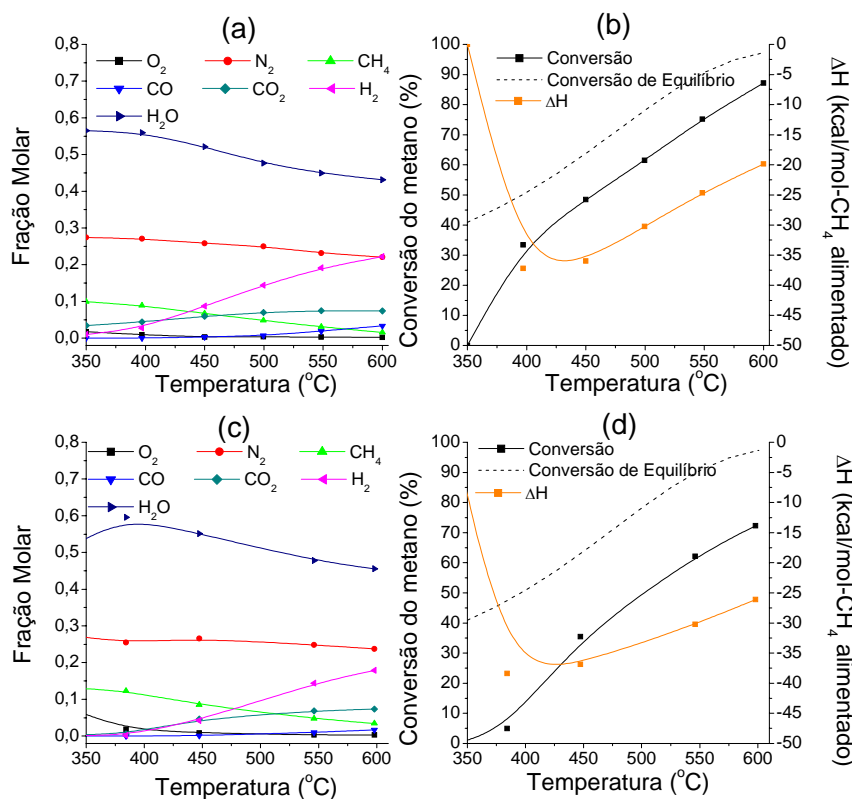 (a)
0,8
0,7
0,6
0,5
0,4
0,3
0,2
0,1
0,0
Fração Molar
O₂ N₂ CH₄
CO CO₂ H₂
H₂O
350 400 450 500 550 600
Temperatura (°C)
(b)
100
90
80
70
60
50
40
30
20
10
0
Conversão do metano (%)
Conversão
Conversão de Equilíbrio
ΔH
0
-5
-10
-15
-20
-25
-30
-35
-40
-45
-50
ΔH (kcal/mol-CH₄ alimentado)
350 400 450 500 550 600
Temperatura (°C)
(c)
0,8
0,7
0,6
0,5
0,4
0,3
0,2
0,1
0,0
Fração Molar
O₂ N₂ CH₄
CO CO₂ H₂
H₂O
350 400 450 500 550 600
Temperatura (°C)
(d)
100
90
80
70
60
50
40
30
20
10
0
Conversão do metano (%)
Conversão
Conversão de Equilíbrio
ΔH
0
-5
-10
-15
-20
-25
-30
-35
-40
-45
-50
ΔH (kcal/mol-CH₄ alimentado)
350 400 450 500 550 600
Temperatura (°C)